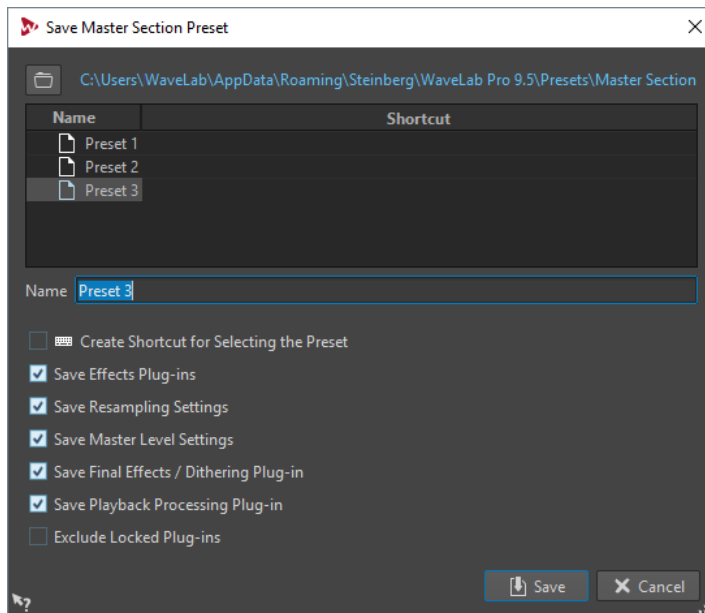 Save Master Section Preset
C:\Users\WaveLab\AppData\Roaming\Steinberg\WaveLab Pro 9.5\Presets\Master Section
Name Shortcut
Preset 1
Preset 2
Preset 3
Name Preset 3
Create Shortcut for Selecting the Preset
Save Effects Plug-ins
Save Resampling Settings
Save Master Level Settings
Save Final Effects / Dithering Plug-in
Save Playback Processing Plug-in
Exclude Locked Plug-ins
Save Cancel
?